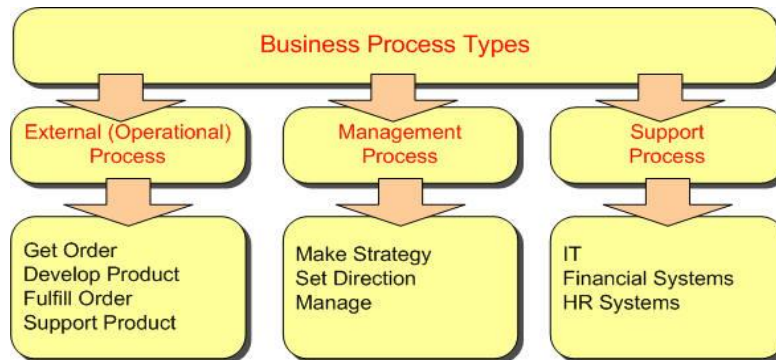 Business Process Types
External (Operational)
Process
Management
Process
Support
Process
Get Order
Develop Product
Fulfill Order
Support Product
Make Strategy
Set Direction
Manage
IT
Financial Systems
HR Systems